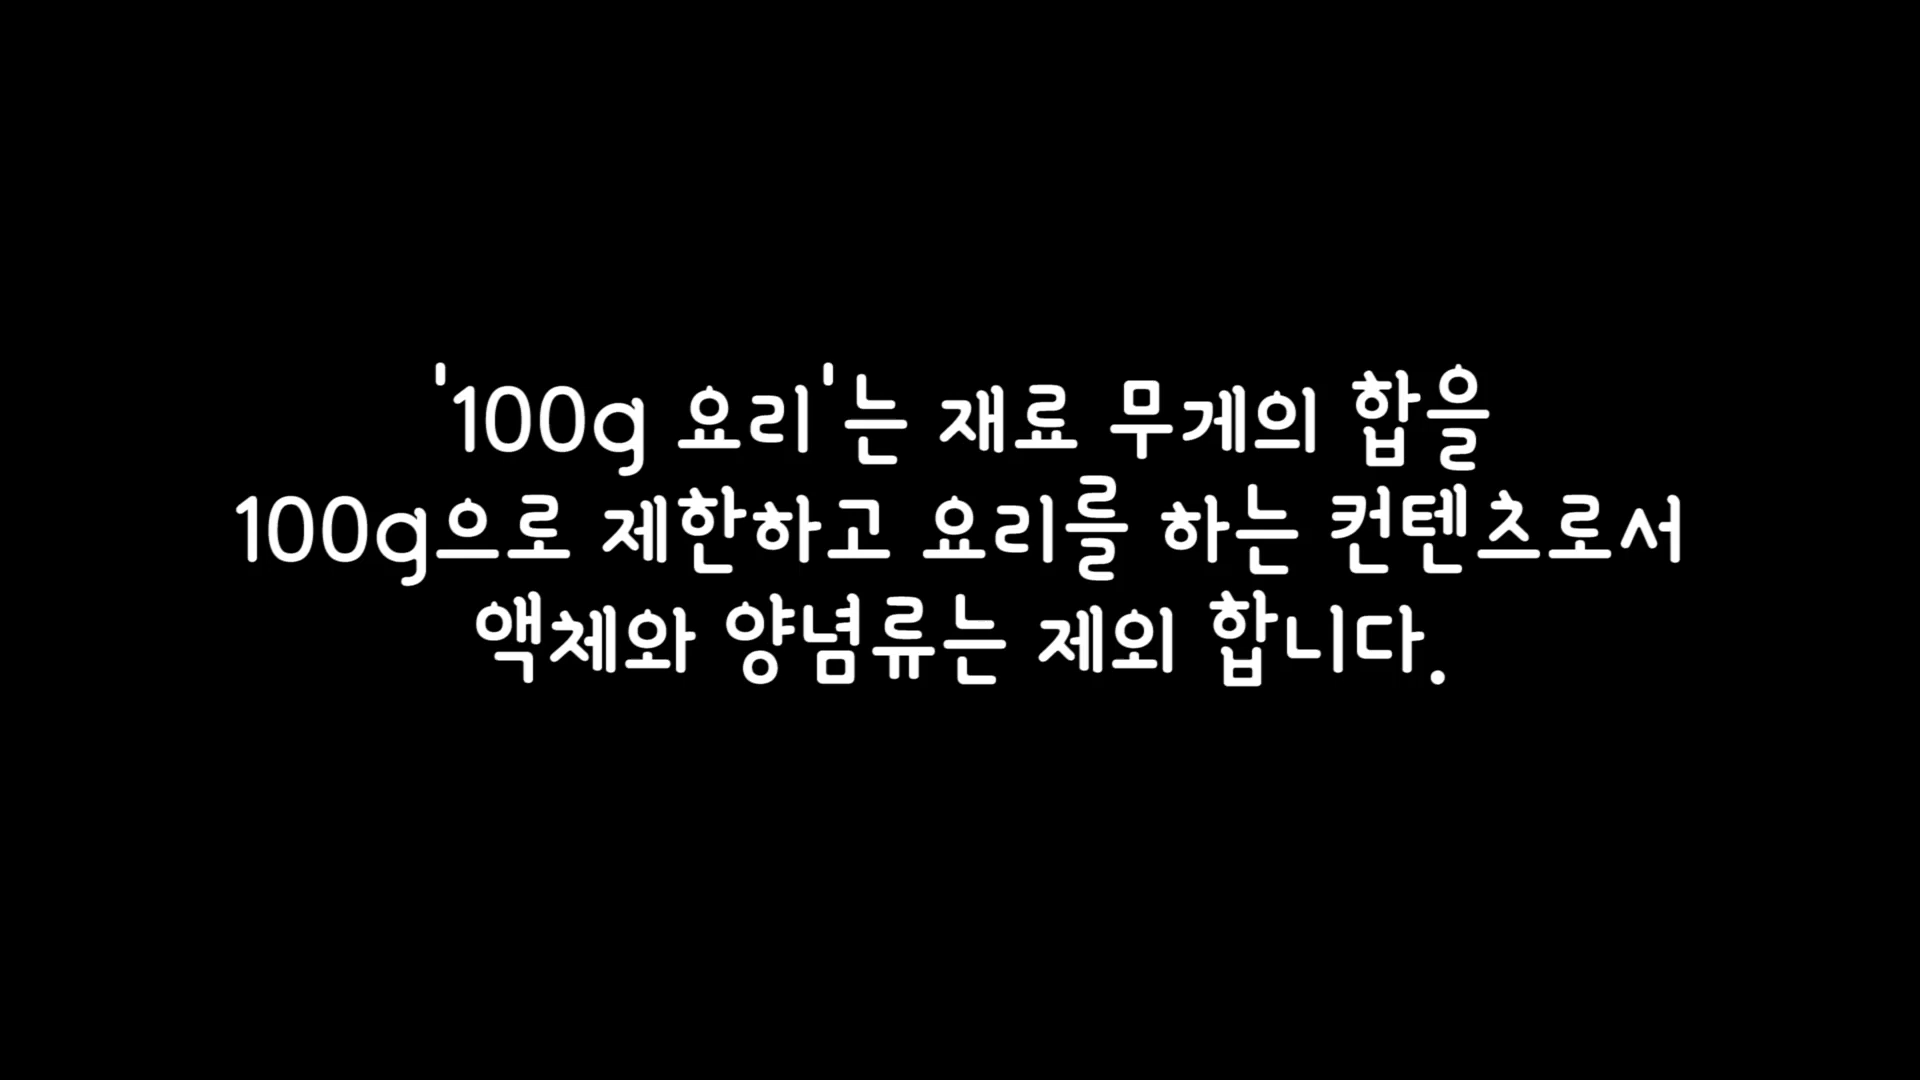 '100g 요리'는 재료 무게의 합을
100g으로 제한하고 요리를 하는 컨텐츠로서
액체와 양념류는 제외 합니다.